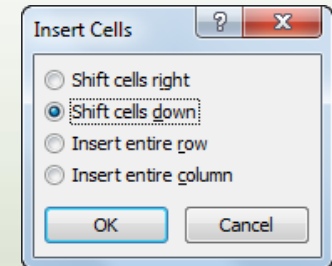 Insert Cells
Shift cells right
Shift cells down
Insert entire row
Insert entire column
OK Cancel